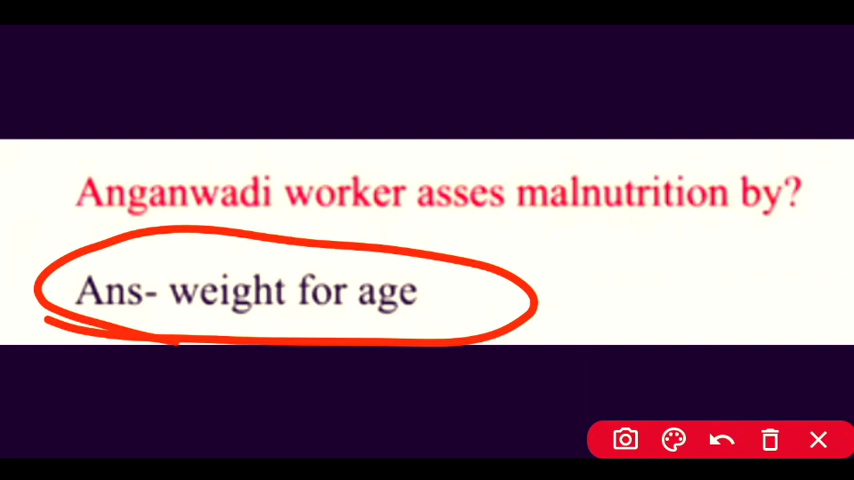 Anganwadi worker asses malnutrition by?
Ans- weight for age